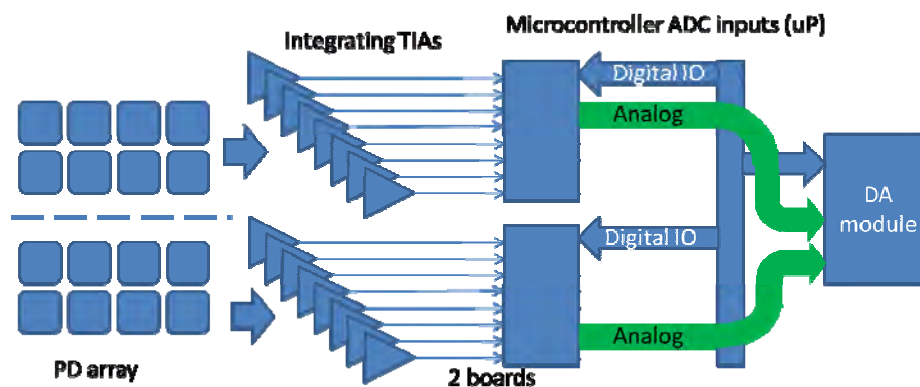 Integrating TIAs
Microcontroller ADC inputs (uP)
Digital IO
Analog
DA
module
Digital IO
Analog
PD array
2 boards